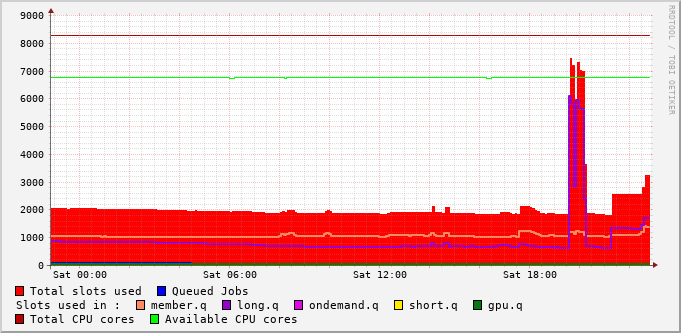 9000
8000
7000
6000
5000
4000
3000
2000
1000
0
Sat 00:00 Sat 06:00 Sat 12:00 Sat 18:00
Total slots used Queued Jobs
Slots used in : member.q long.q ondemand.q short.q gpu.q
Total CPU cores Available CPU cores
RRDTOOL / TOBI OETIKER